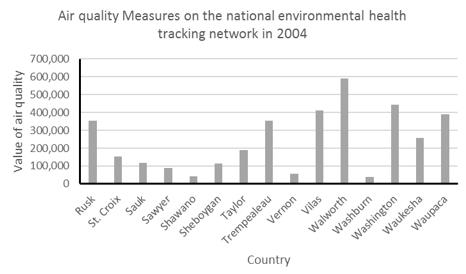 Air quality Measures on the national environmental health
tracking network in 2004
Value of air quality
700,000
600,000
500,000
400,000
300,000
200,000
100,000
0
Rusk
St. Croix
Sauk
Sawyer
Shawano
Sheboygan
Taylor
Trempealeau
Vernon
Vilas
Walworth
Washburn
Washington
Waukesha
Waupaca
Country